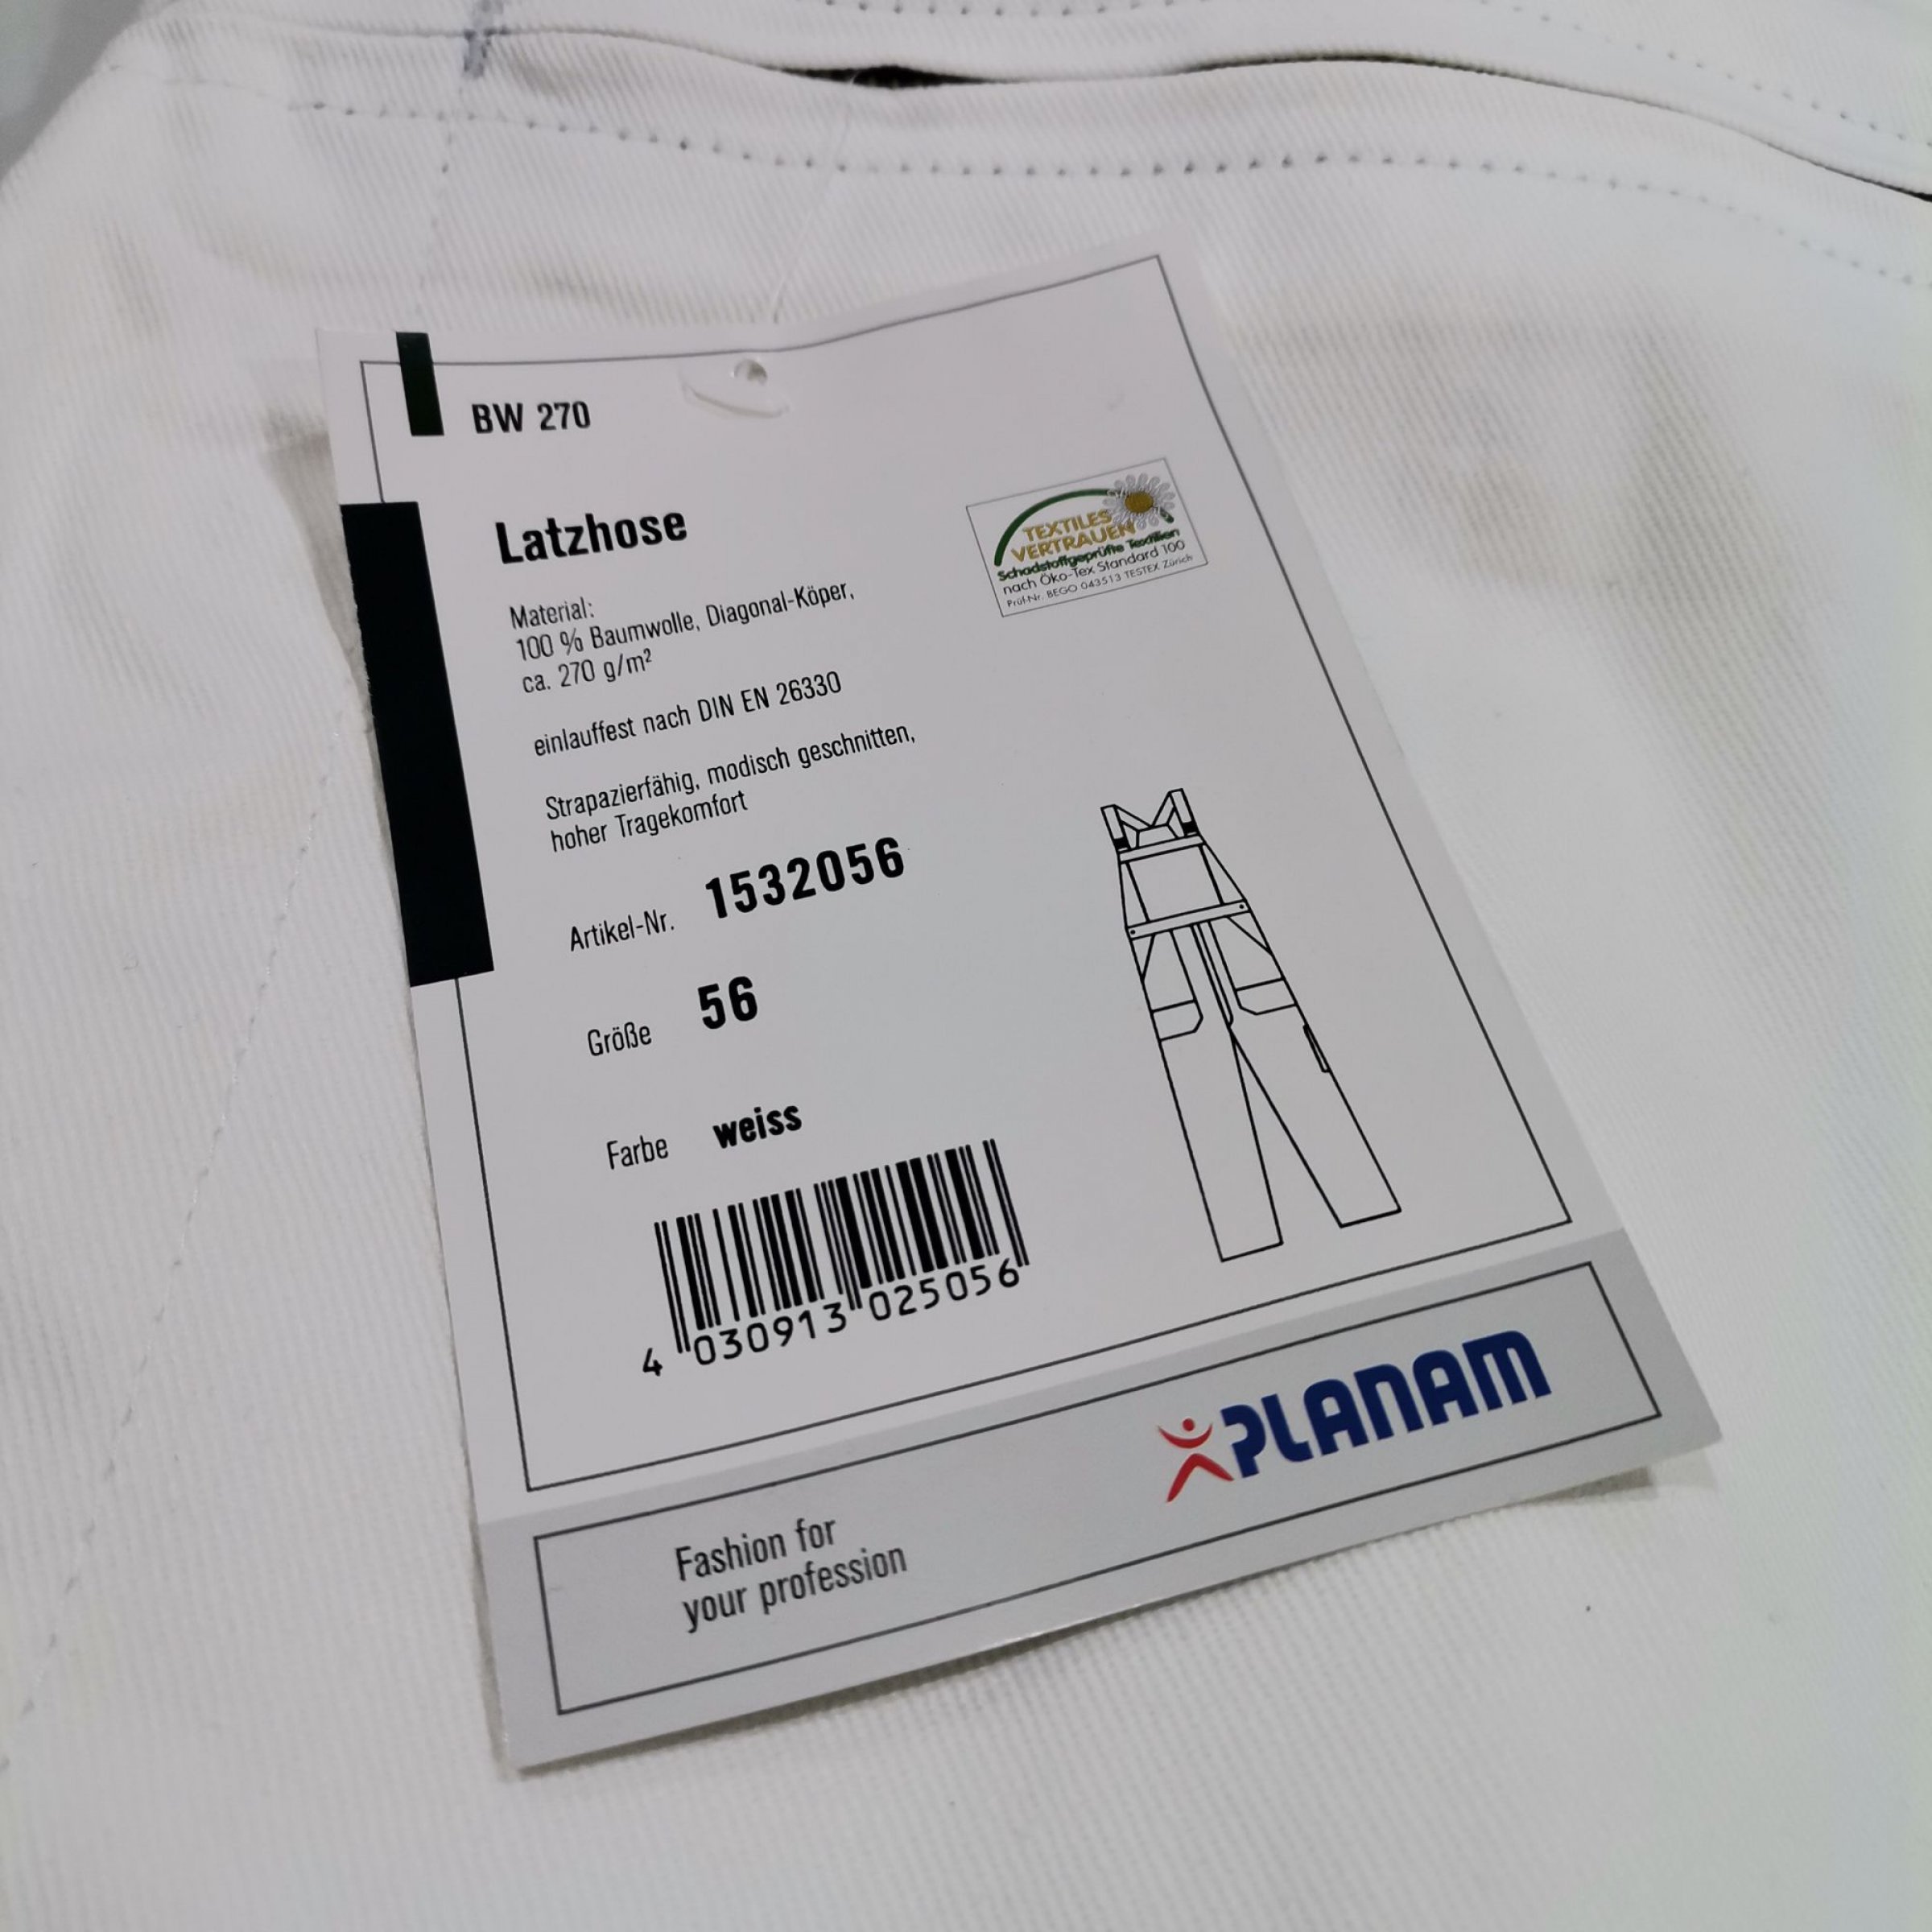 BW 270
Latzhose
TEXTILES
VERTRAUEN
Schadstoffgeprüfte Textilien
nach Öko-Tex Standard 100
Prüf-Nr. BEGO 043513 TESTEX Zürich
Material:
100 % Baumwolle, Diagonal-Köper,
ca. 270 g/m²
einlauffest nach DIN EN 26330
Strapazierfähig, modisch geschnitten,
hoher Tragekomfort
Artikel-Nr. 1532056
Größe 56
Farbe weiss
4 030913 025056
PLANAM
Fashion for
your profession